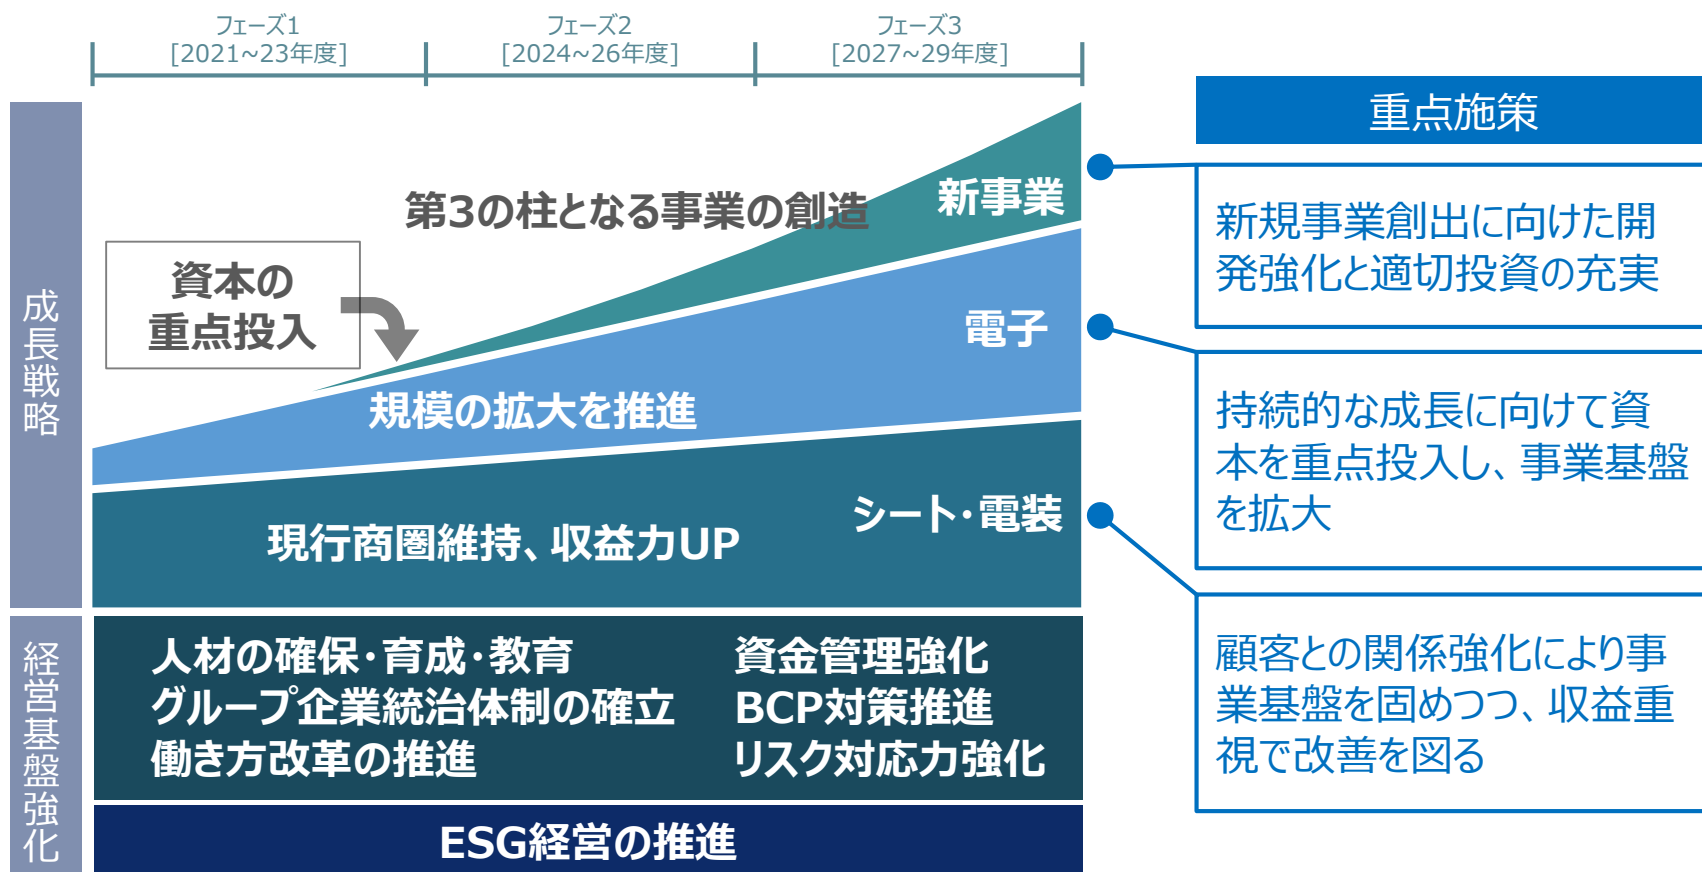 フェーズ1
[2021~23年度]
フェーズ2
[2024~26年度]
フェーズ3
[2027~29年度]
成長戦略
第3の柱となる事業の創造
新事業
資本の
重点投入
電子
規模の拡大を推進
シート・電装
現行商圏維持、収益力UP
経営基盤強化
人材の確保・育成・教育
グループ企業統治体制の確立
働き方改革の推進
資金管理強化
BCP対策推進
リスク対応力強化
ESG経営の推進
重点施策
新規事業創出に向けた開
発強化と適切投資の充実
持続的な成長に向けて資
本を重点投入し、事業基盤
を拡大
顧客との関係強化により事
業基盤を固めつつ、収益重
視で改善を図る